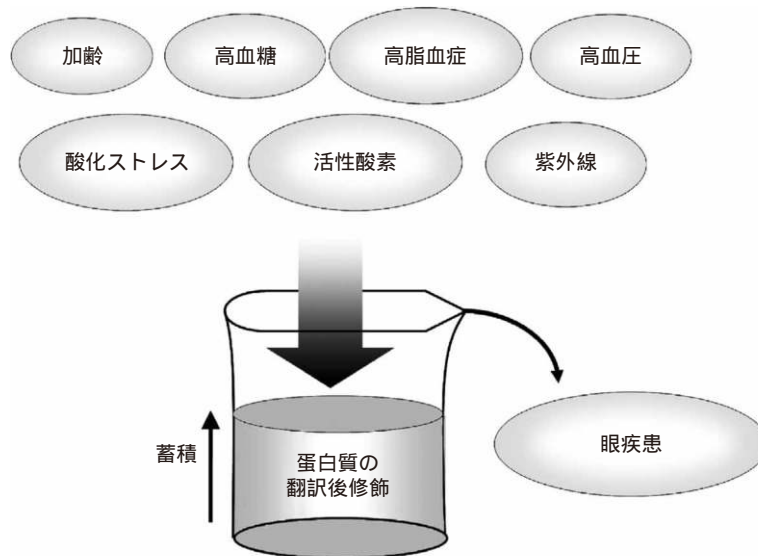 加齢
高血糖
高脂血症
高血圧
酸化ストレス
活性酸素
紫外線
蓄積
蛋白質の
翻訳後修飾
眼疾患